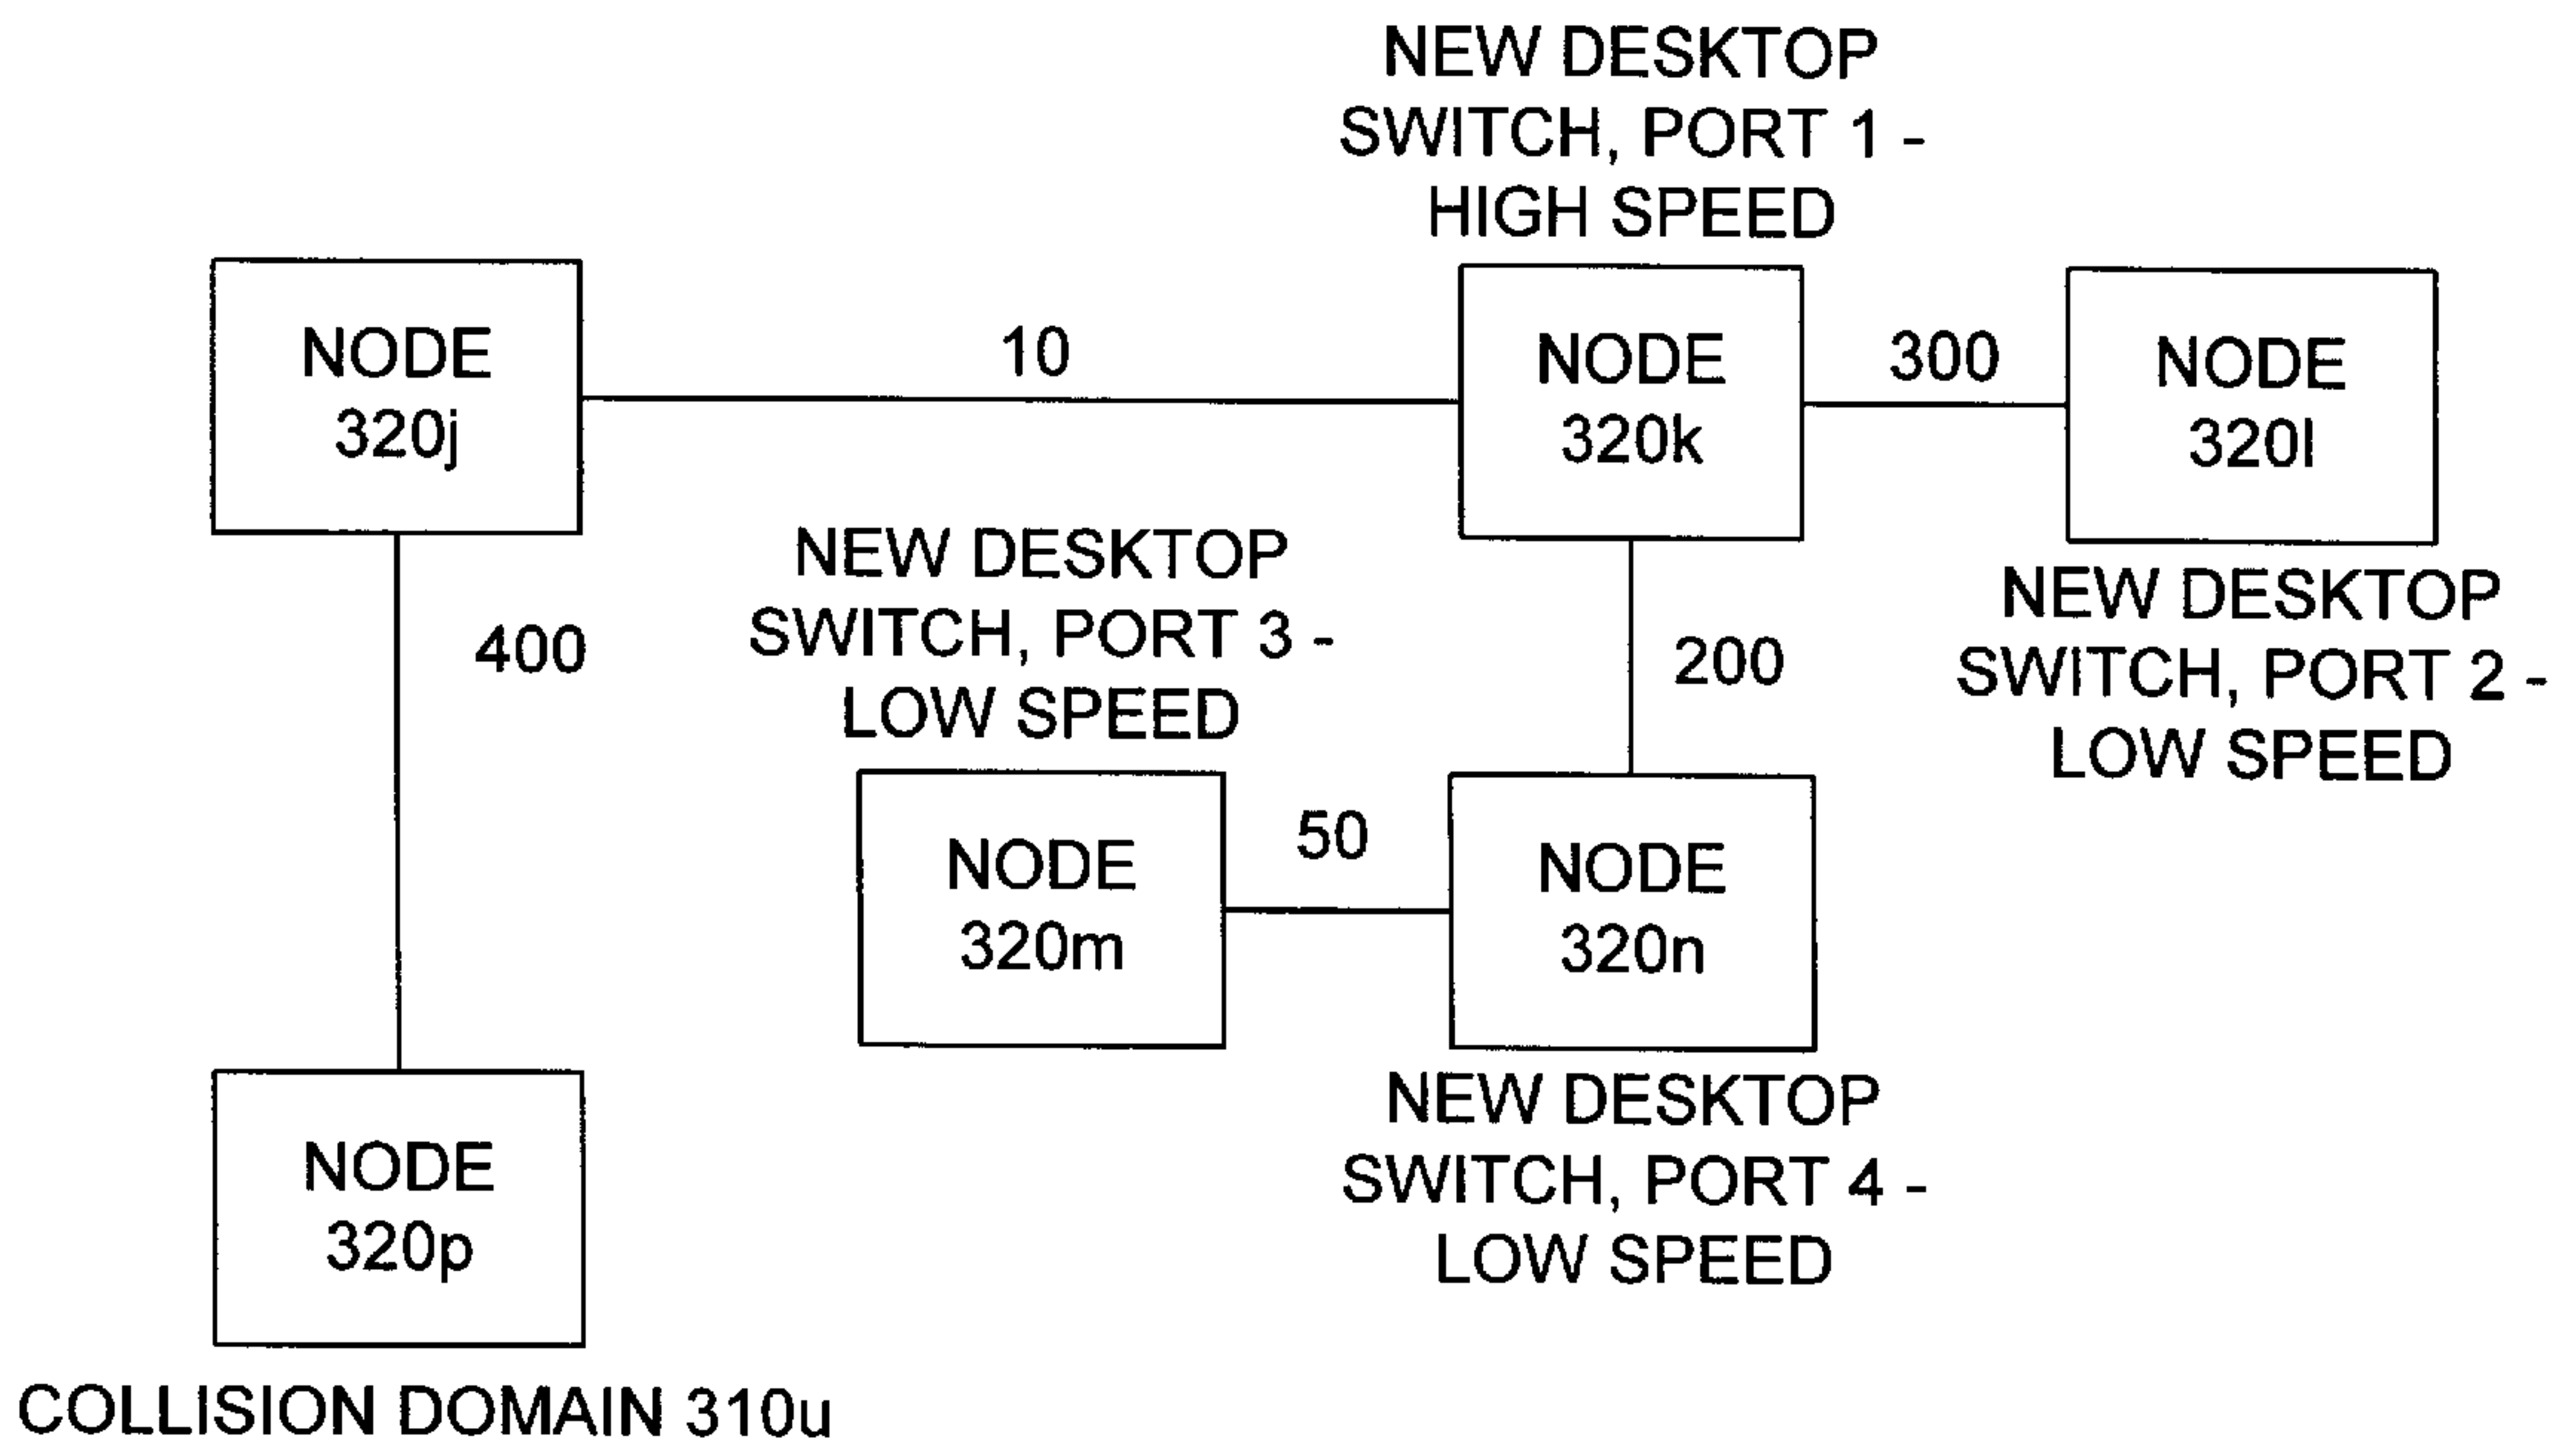 NEW DESKTOP
SWITCH, PORT 1 -
HIGH SPEED
NODE
320j
10
NODE
320k
300
NODE
320l
400
NEW DESKTOP
SWITCH, PORT 3 -
LOW SPEED
200
NEW DESKTOP
SWITCH, PORT 2 -
LOW SPEED
NODE
320m
50
NODE
320n
NEW DESKTOP
SWITCH, PORT 4 -
LOW SPEED
NODE
320p
COLLISION DOMAIN 310u